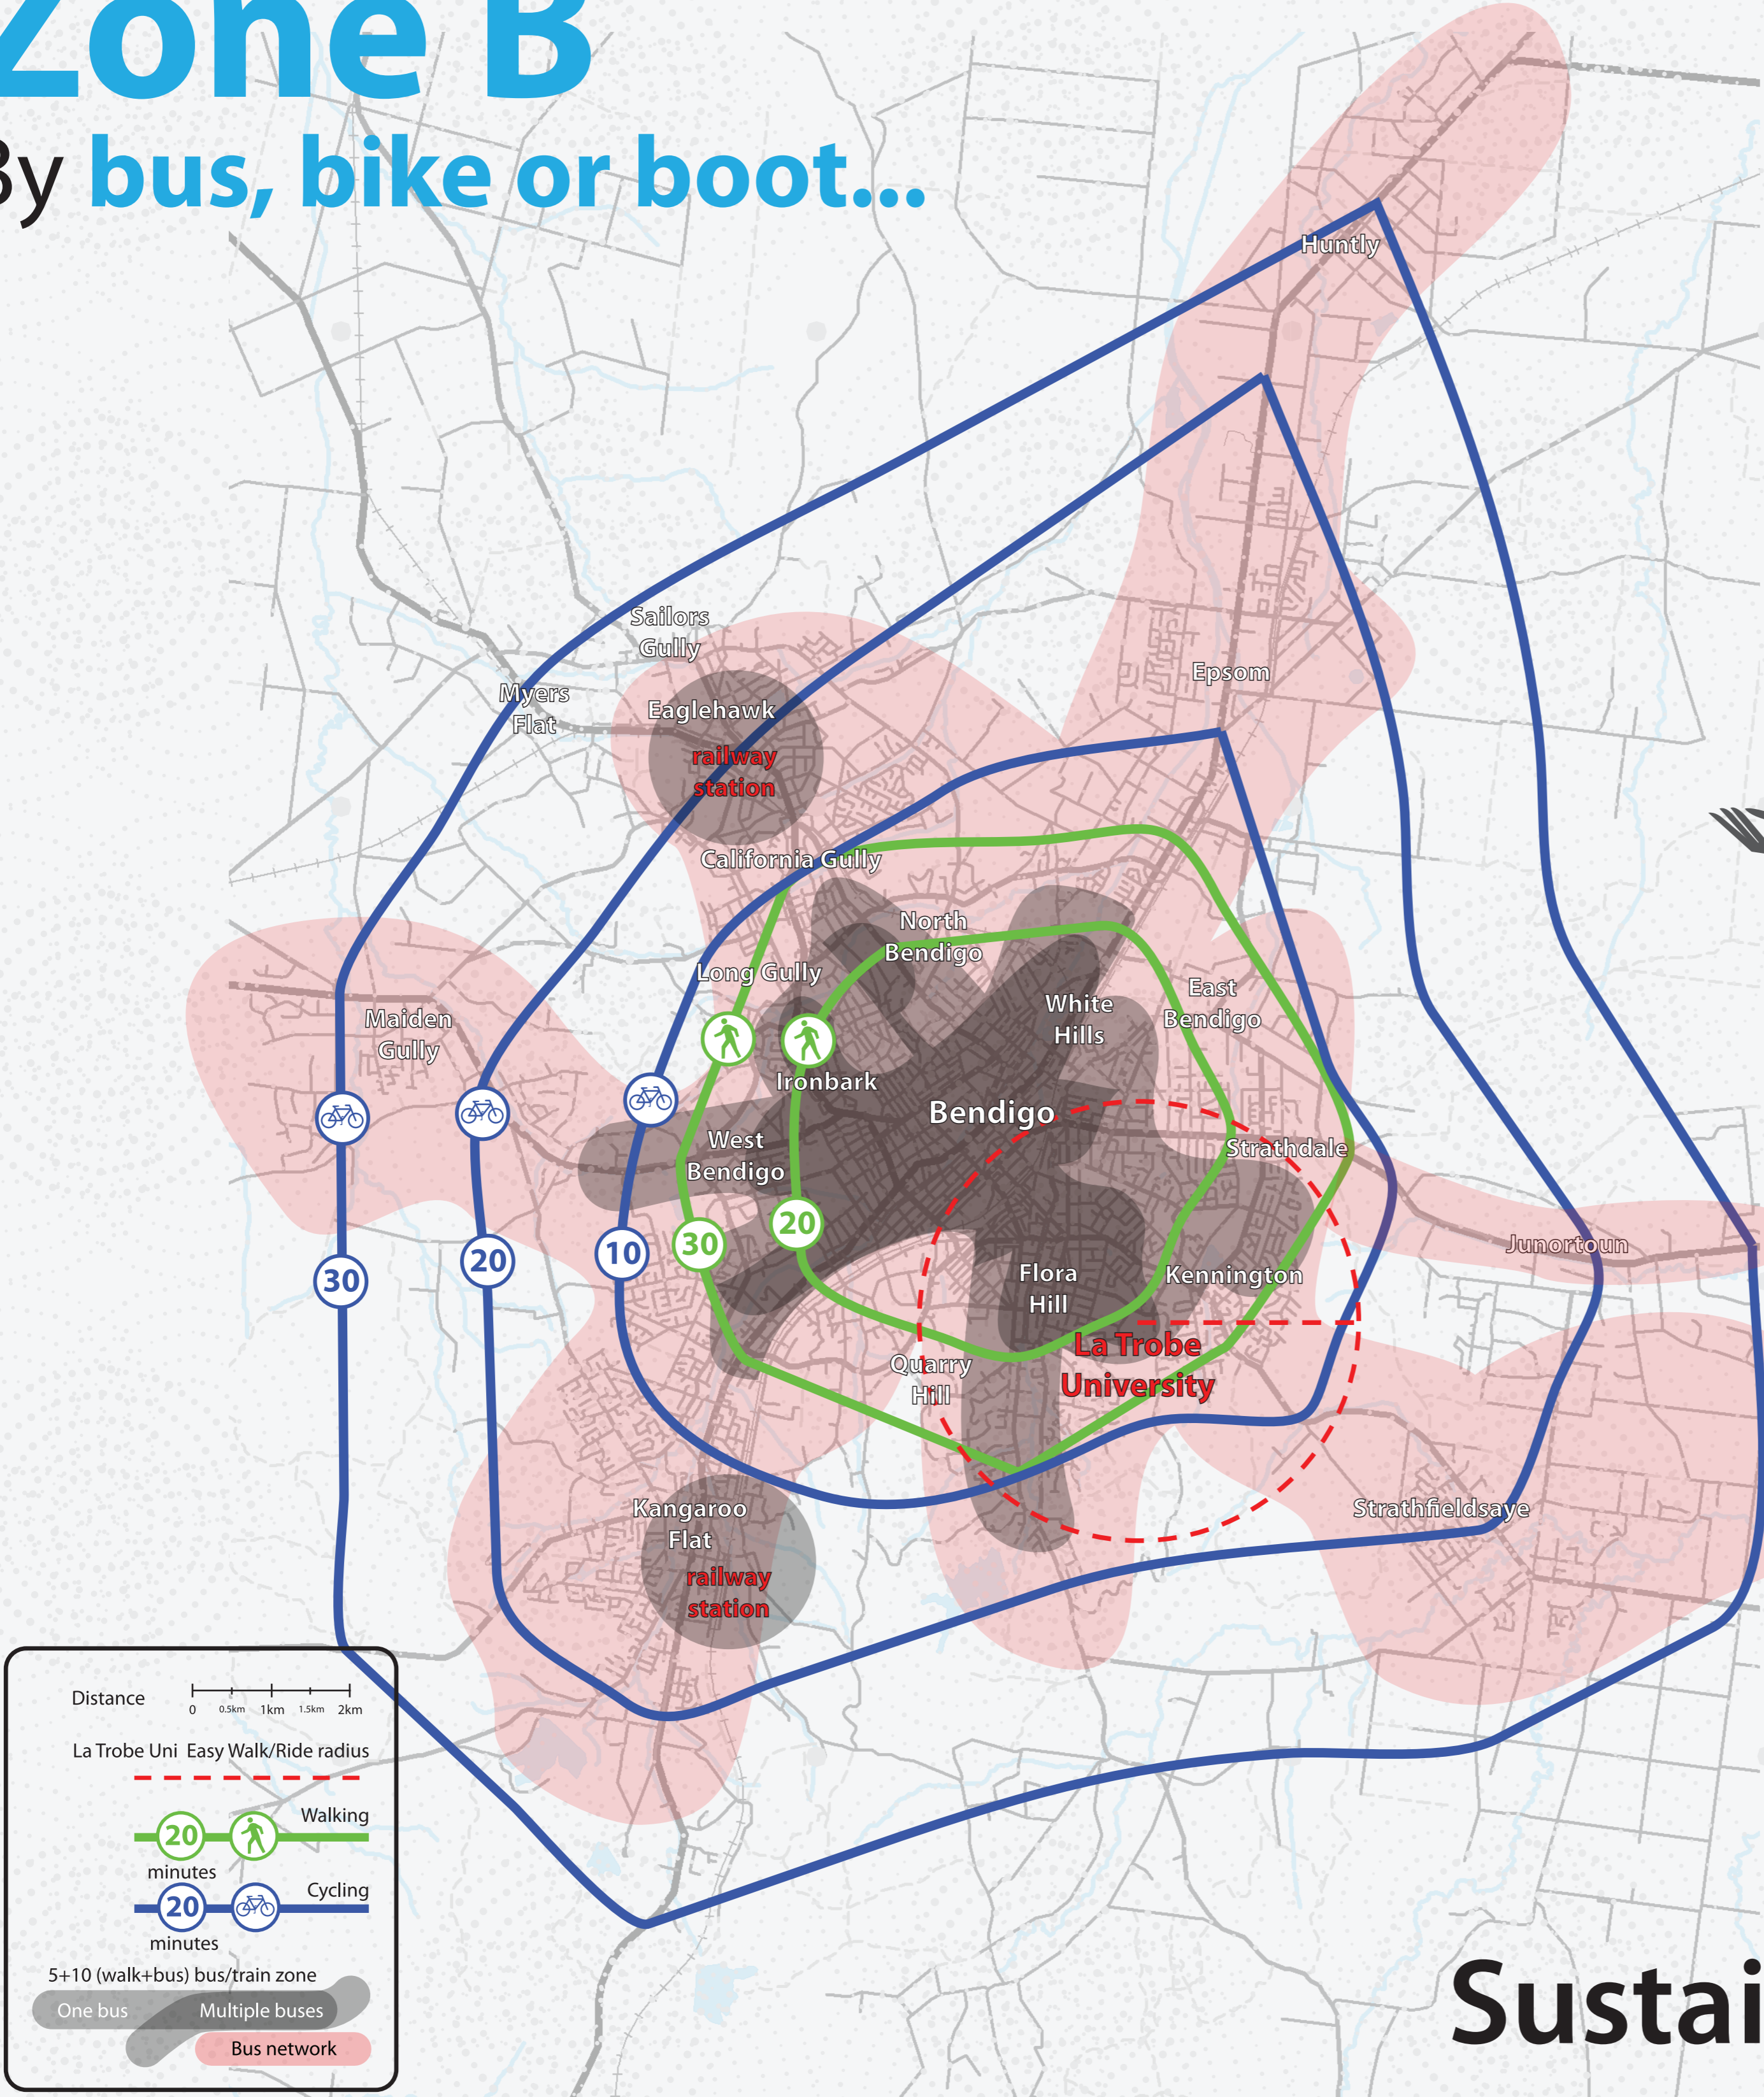 Zone B
By bus, bike or boot...
Huntly
Sailors
Gully
Myers
Flat
Epsom
Eaglehawk
railway
station
California Gully
North
Bendigo
Long Gully
East
Bendigo
White
Hills
Maiden
Gully
Ironbark
Bendigo
West
Bendigo
Strathdale
20
30
10
20
30
Junortoun
Flora
Hill
Kennington
La Trobe
University
Quarry
Hill
Kangaroo
Flat
railway
station
Strathfieldsaye
Distance
0 0.5km 1km 1.5km 2km
La Trobe Uni Easy Walk/Ride radius
Walking
20
minutes
Cycling
20
minutes
5+10 (walk+bus) bus/train zone
One bus Multiple buses
Bus network
Sustai